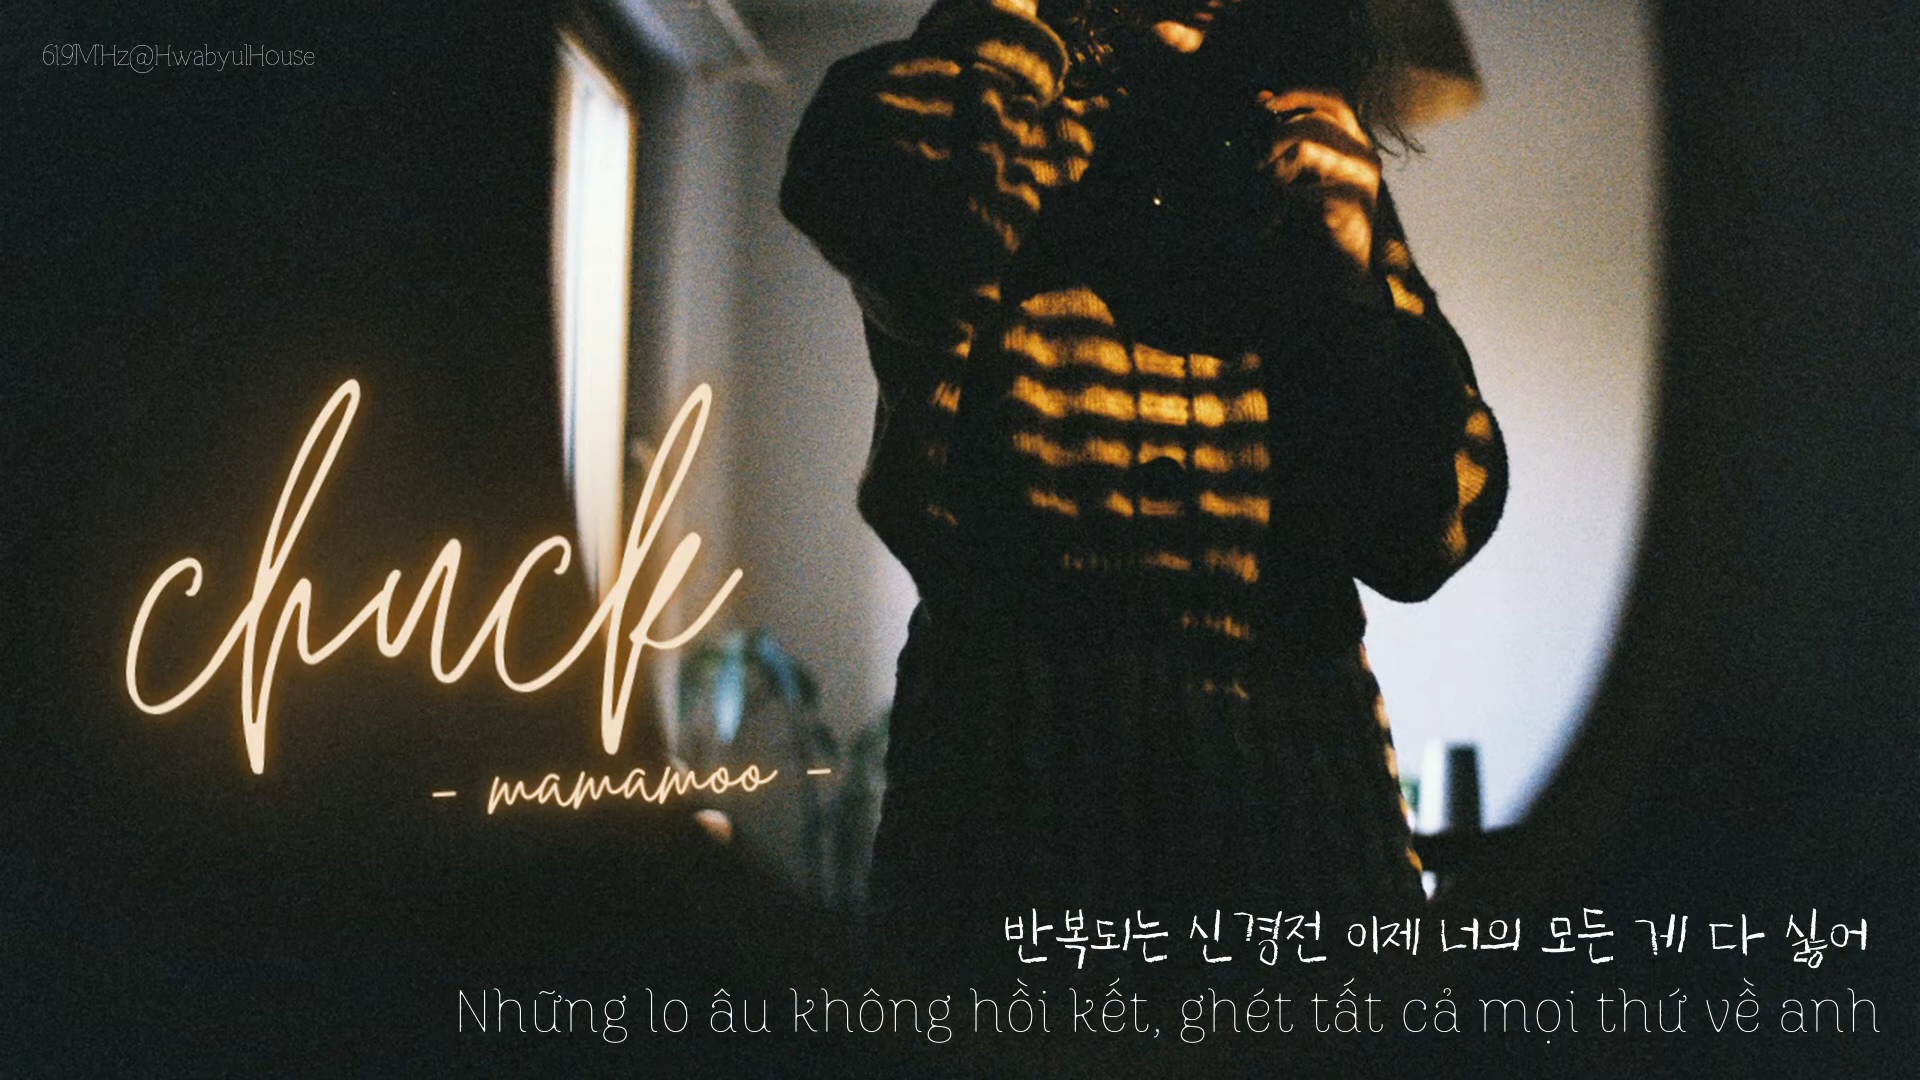 619MHz@HwabyulHouse
chuck
- mamamoo -
반복되는 신경전 이제 너의 모든 게 다 싫어
Những lo âu không hồi kết, ghét tất cả mọi thứ về anh